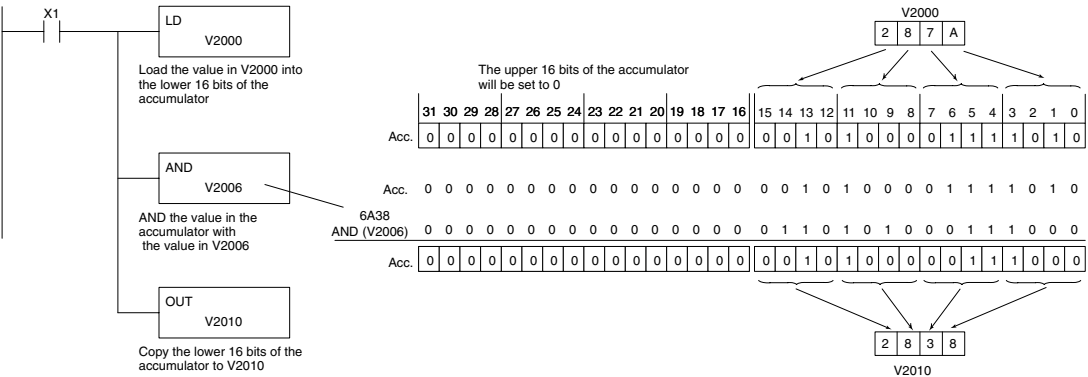 X1
LD
V2000
Load the value in V2000 into
the lower 16 bits of the
accumulator
AND
V2006
AND the value in the
accumulator with
the value in V2006
OUT
V2010
Copy the lower 16 bits of the
accumulator to V2010
V2000
2 8 7 A
The upper 16 bits of the accumulator
will be set to 0
31 30 29 28 27 26 25 24 23 22 21 20 19 18 17 16 15 14 13 12 11 10 9 8 7 6 5 4 3 2 1 0
Acc. 0 0 0 0 0 0 0 0 0 0 0 0 0 0 0 0 0 0 1 0 1 0 0 0 0 1 1 1 1 0 1 0
Acc. 0 0 0 0 0 0 0 0 0 0 0 0 0 0 0 0 0 0 1 0 1 0 0 0 0 1 1 1 1 0 1 0
6A38
AND (V2006) 0 0 0 0 0 0 0 0 0 0 0 0 0 0 0 0 0 1 1 0 1 0 1 0 0 0 1 1 1 0 0 0
Acc. 0 0 0 0 0 0 0 0 0 0 0 0 0 0 0 0 0 0 1 0 1 0 0 0 0 0 1 1 1 0 0 0
2 8 3 8
V2010